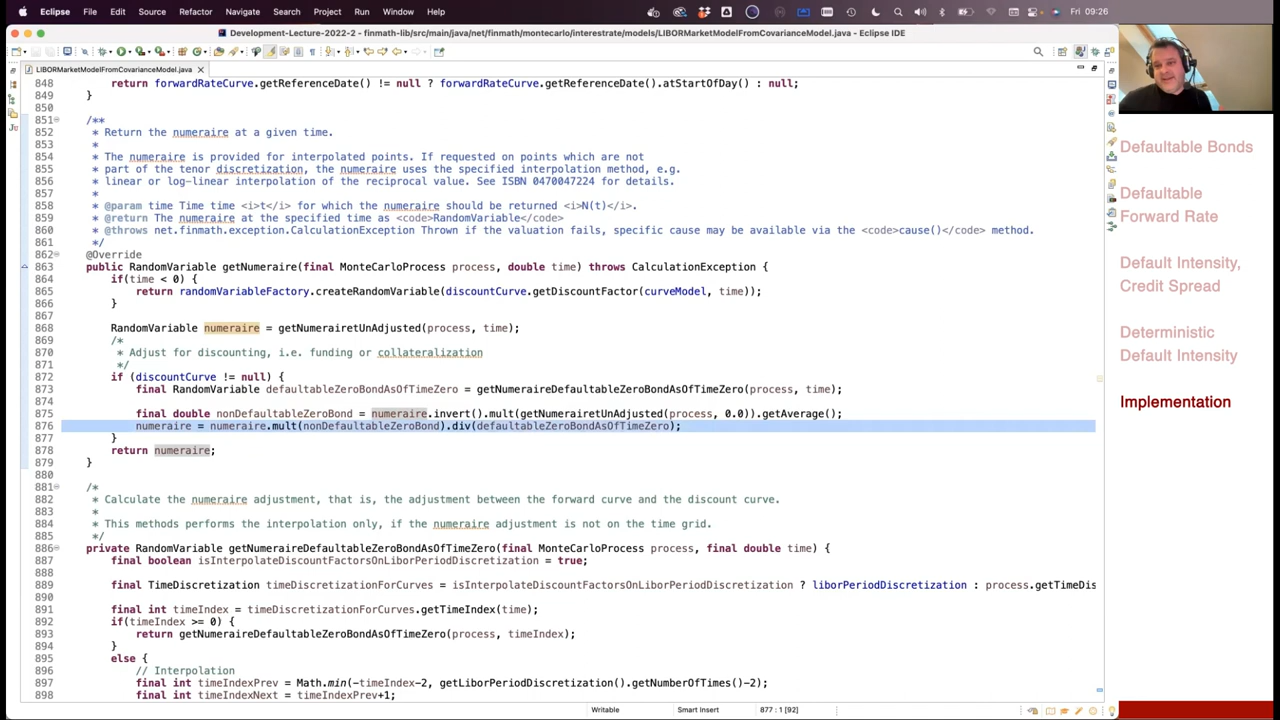 Eclipse File Edit Source Refactor Navigate Search Project Run Window Help Fri 09:26
Development-Lecture-2022-2 - finmath-lib/src/main/java/net/finmath/montecarlo/interestrate/models/LIBORMarketModelFromCovarianceModel.java - Eclipse IDE
LIBORMarketModelFromCovarianceModel.java
848 return forwardRateCurve.getReferenceDate() != null ? forwardRateCurve.getReferenceDate().atStartOfDay() : null;
849 }
850
851 /**
852 * Return the numeraire at a given time.
853 *
854 * The numeraire is provided for interpolated points. If requested on points which are not
855 * part of the tenor discretization, the numeraire uses the specified interpolation method, e.g.
856 * linear or log-linear interpolation of the reciprocal value. See ISBN 0470047224 for details.
857 *
858 * @param time Time time <i>t</i> for which the numeraire should be returned <i>N(t)</i>.
859 * @return The numeraire at the specified time as <code>RandomVariable</code>
860 * @throws net.finmath.exception.CalculationException Thrown if the valuation fails, specific cause may be available via the <code>cause()</code> method.
861 */
862 @Override
863 public RandomVariable getNumeraire(final MonteCarloProcess process, double time) throws CalculationException {
864 if(time < 0) {
865 return randomVariableFactory.createRandomVariable(discountCurve.getDiscountFactor(curveModel, time));
866 }
867
868 RandomVariable numeraire = getNumerairetUnAdjusted(process, time);
869 /*
870 * Adjust for discounting, i.e. funding or collateralization
871 */
872 if (discountCurve != null) {
873 final RandomVariable defaultableZeroBondAsOfTimeZero = getNumeraireDefaultableZeroBondAsOfTimeZero(process, time);
874
875 final double nonDefaultableZeroBond = numeraire.invert().mult(getNumerairetUnAdjusted(process, 0.0)).getAverage();
876 numeraire = numeraire.mult(nonDefaultableZeroBond).div(defaultableZeroBondAsOfTimeZero);
877 }
878 return numeraire;
879 }
880
881 /*
882 * Calculate the numeraire adjustment, that is, the adjustment between the forward curve and the discount curve.
883 *
884 * This methods performs the interpolation only, if the numeraire adjustment is not on the time grid.
885 */
886 private RandomVariable getNumeraireDefaultableZeroBondAsOfTimeZero(final MonteCarloProcess process, final double time) {
887 final boolean isInterpolateDiscountFactorsOnLiborPeriodDiscretization = true;
888
889 final TimeDiscretization timeDiscretizationForCurves = isInterpolateDiscountFactorsOnLiborPeriodDiscretization ? liborPeriodDiscretization : process.getTimeDis
890
891 final int timeIndex = timeDiscretizationForCurves.getTimeIndex(time);
892 if(timeIndex >= 0) {
893 return getNumeraireDefaultableZeroBondAsOfTimeZero(process, timeIndex);
894 }
895 else {
896 // Interpolation
897 final int timeIndexPrev = Math.min(-timeIndex-2, getLiborPeriodDiscretization().getNumberOfTimes()-2);
898 final int timeIndexNext = timeIndexPrev+1;
Writable Smart Insert 877 : 1 [92]
Defaultable Bonds
Defaultable
Forward Rate
Default Intensity,
Credit Spread
Deterministic
Default Intensity
Implementation